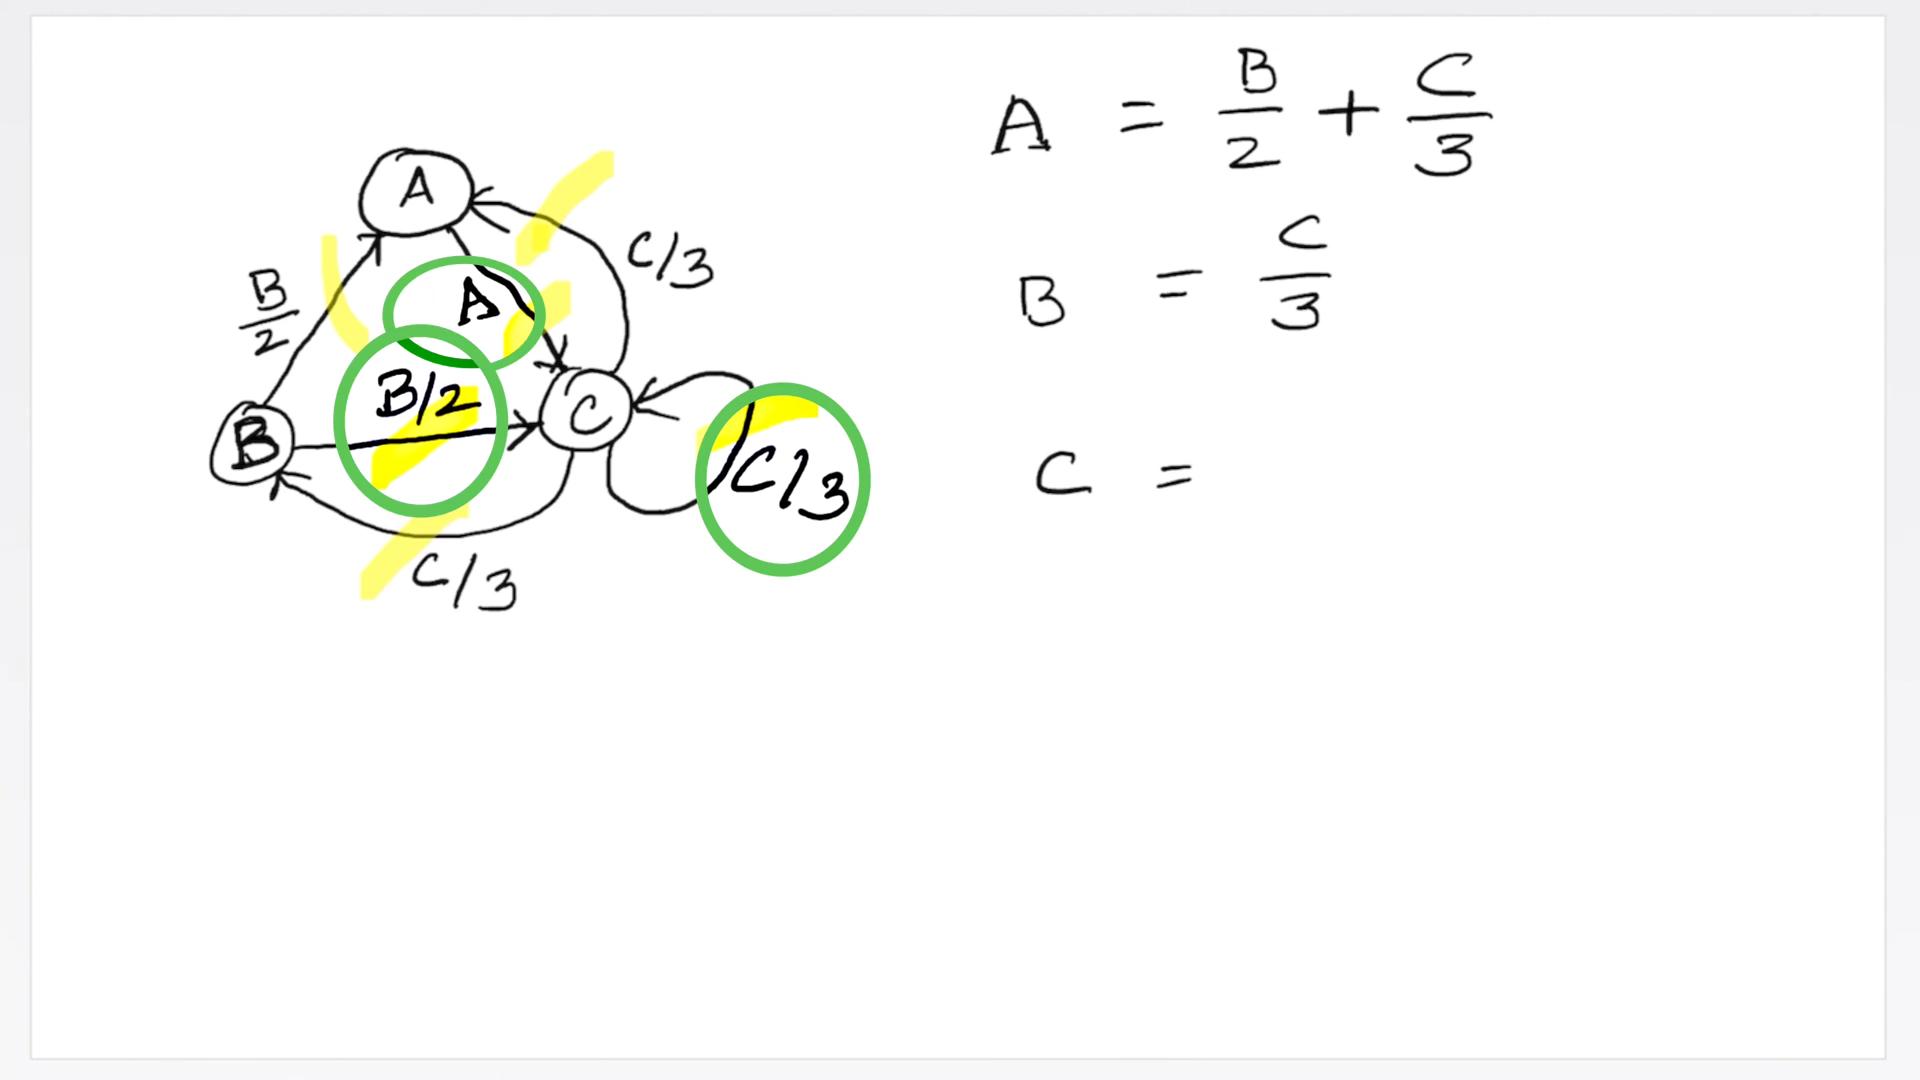 A = B/2 + C/3
B = C/3
C =
A
C/3
B/2
A
B/2
B
C
C/3
C/3